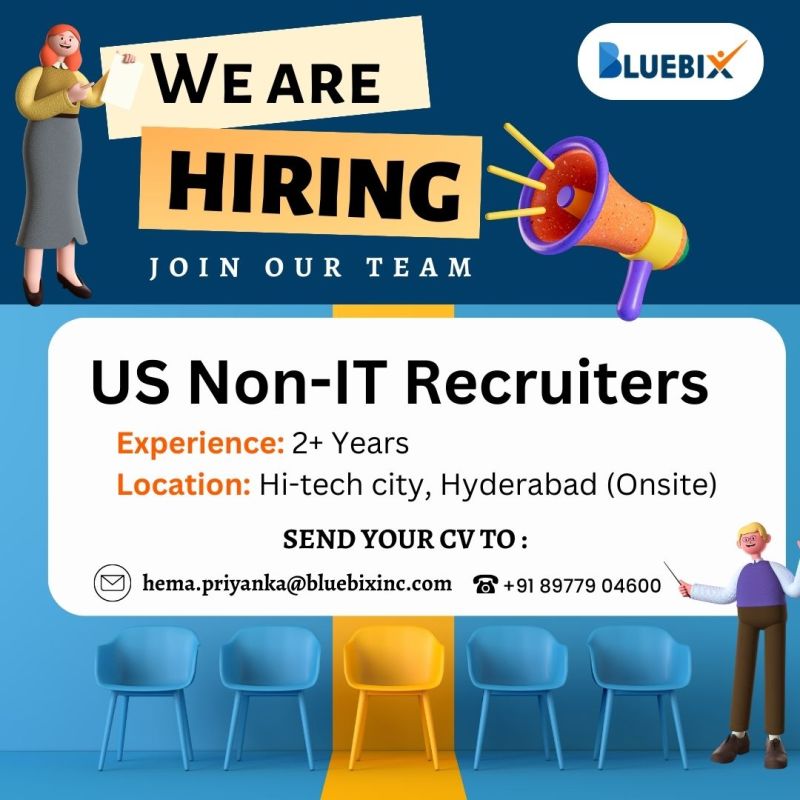 WE ARE
BLUEBIX
HIRING
JOIN OUR TEAM
US Non-IT Recruiters
Experience: 2+ Years
Location: Hi-tech city, Hyderabad (Onsite)
SEND YOUR CV TO :
hema.priyanka@bluebixinc.com +91 89779 04600